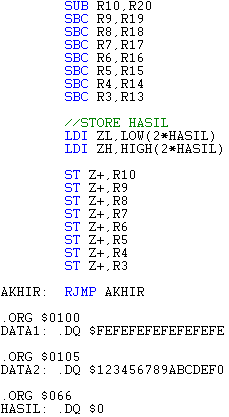 SUB R10,R20
SBC R9,R19
SBC R8,R18
SBC R7,R17
SBC R6,R16
SBC R5,R15
SBC R4,R14
SBC R3,R13
//STORE HASIL
LDI ZL,LOW(2*HASIL)
LDI ZH,HIGH(2*HASIL)
ST Z+,R10
ST Z+,R9
ST Z+,R8
ST Z+,R7
ST Z+,R6
ST Z+,R5
ST Z+,R4
ST Z+,R3
AKHIR: RJMP AKHIR
.ORG $0100
DATA1: .DQ $FEFEFEFEFEFEFEFE
.ORG $0105
DATA2: .DQ $123456789ABCDEF0
.ORG $066
HASIL: .DQ $0